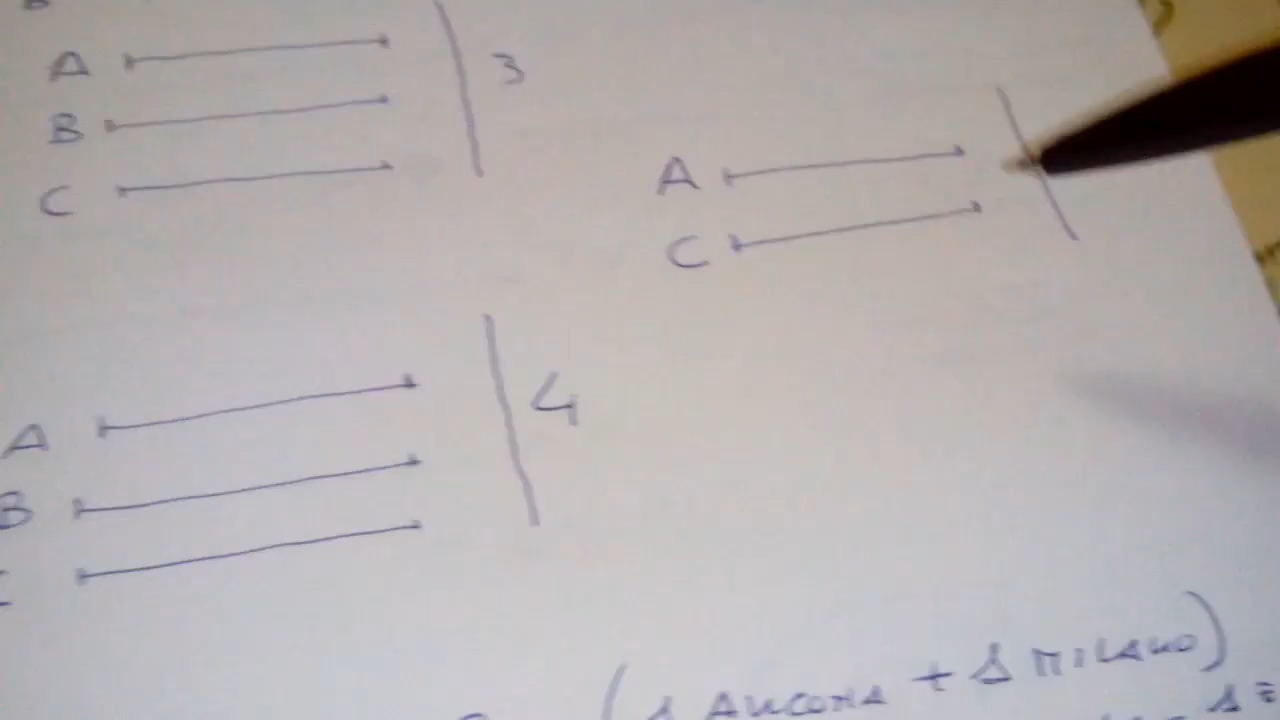 A
B 3
C
A
C
A
B 4
C
( Δ ANCONA + Δ MILANO )
Δ =